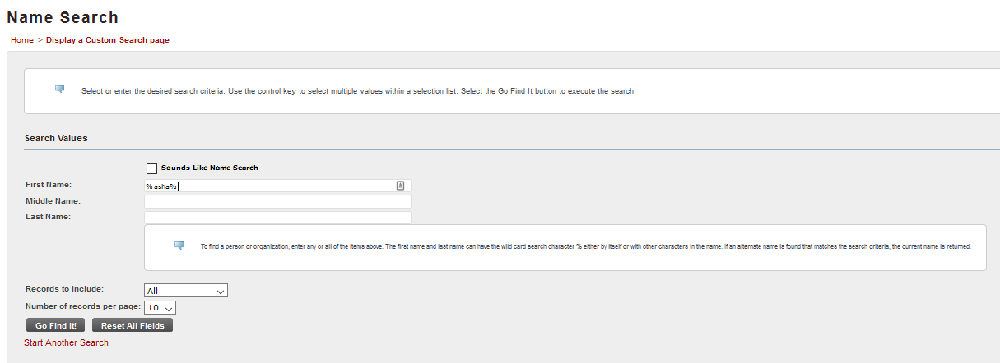 Name Search
Home > Display a Custom Search page
Select or enter the desired search criteria. Use the control key to select multiple values within a selection list. Select the Go Find It button to execute the search.
Search Values
Sounds Like Name Search
First Name: %asha%
Middle Name:
Last Name:
To find a person or organization, enter any or all of the items above. The first name and last name can have the wild card search character % either by itself or with other characters in the name. If an alternate name is found that matches the search criteria, the current name is returned.
Records to Include: All
Number of records per page: 10
Go Find It! Reset All Fields
Start Another Search